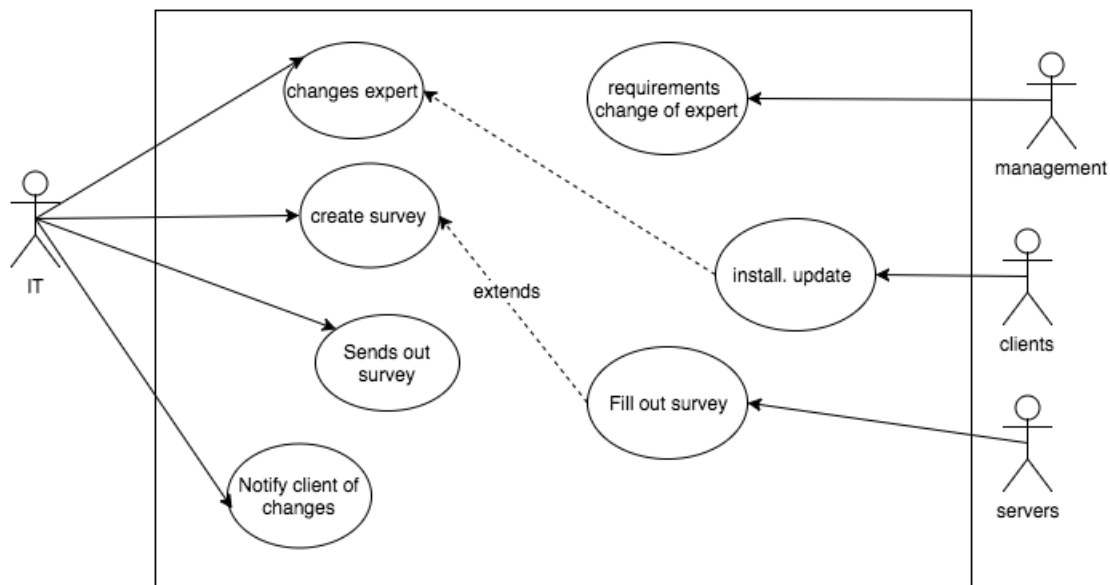 changes expert
requirements
change of expert
management
create survey
IT
install. update
extends
clients
Sends out
survey
Fill out survey
Notify client of
changes
servers